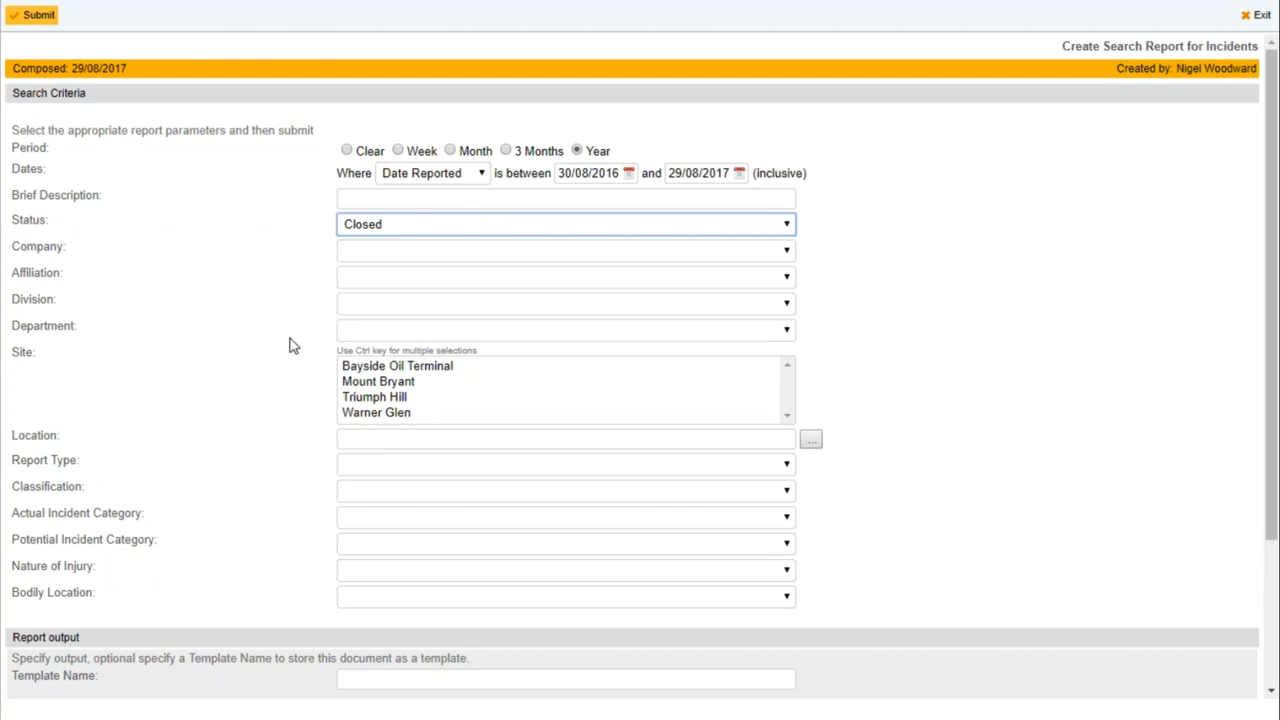 Submit
Exit
Create Search Report for Incidents
Composed: 29/08/2017 Created by: Nigel Woodward
Search Criteria
Select the appropriate report parameters and then submit
Period: Clear Week Month 3 Months Year
Dates: Where Date Reported is between 30/08/2016 and 29/08/2017 (inclusive)
Brief Description:
Status: Closed
Company:
Affiliation:
Division:
Department:
Site: Use Ctrl key for multiple selections
Bayside Oil Terminal
Mount Bryant
Triumph Hill
Warner Glen
Location: ...
Report Type:
Classification:
Actual Incident Category:
Potential Incident Category:
Nature of Injury:
Bodily Location:
Report output
Specify output, optional specify a Template Name to store this document as a template.
Template Name: